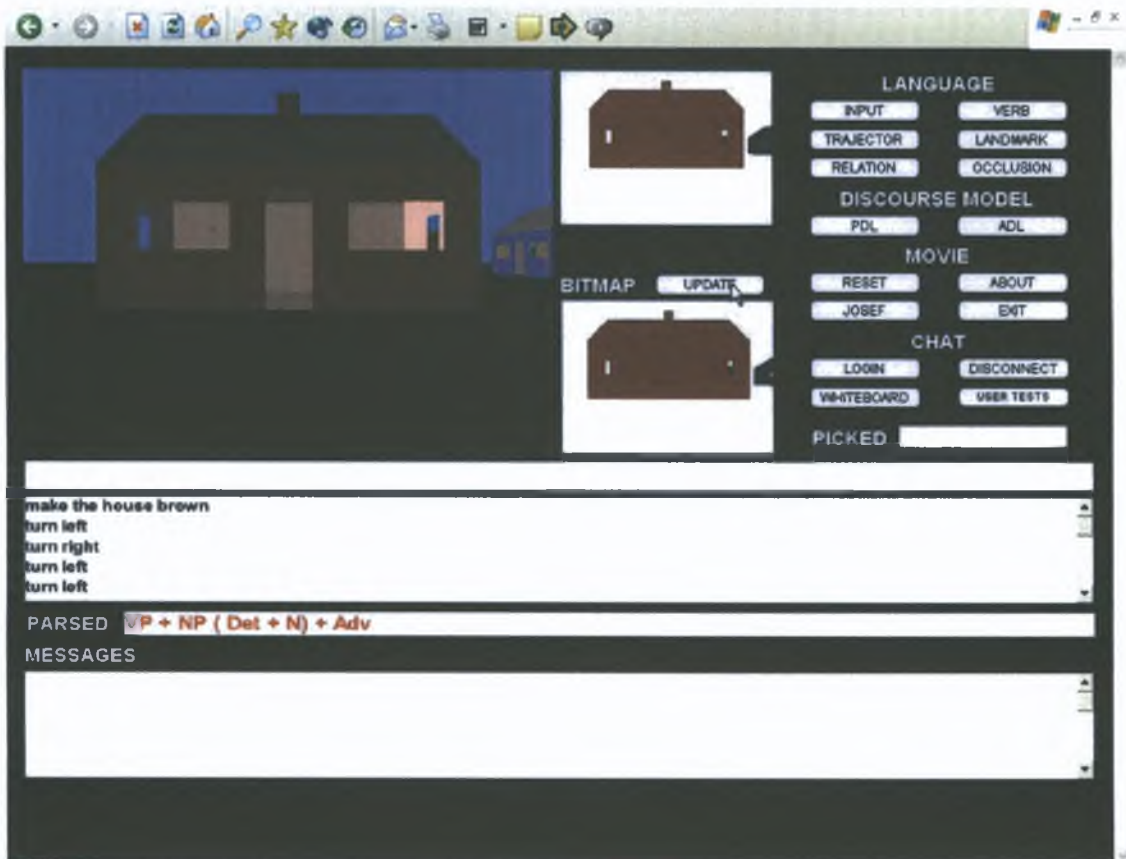 LANGUAGE
INPUT VERB
TRAJECTOR LANDMARK
RELATION OCCLUSION
DISCOURSE MODEL
PDL ADL
MOVIE
BITMAP UPDATE RESET ABOUT
JOSEF EXIT
CHAT
LOGIN DISCONNECT
WHITEBOARD USER TESTS
PICKED
make the house brown
turn left
turn right
turn left
turn left
PARSED VP + NP ( Det + N) + Adv
MESSAGES